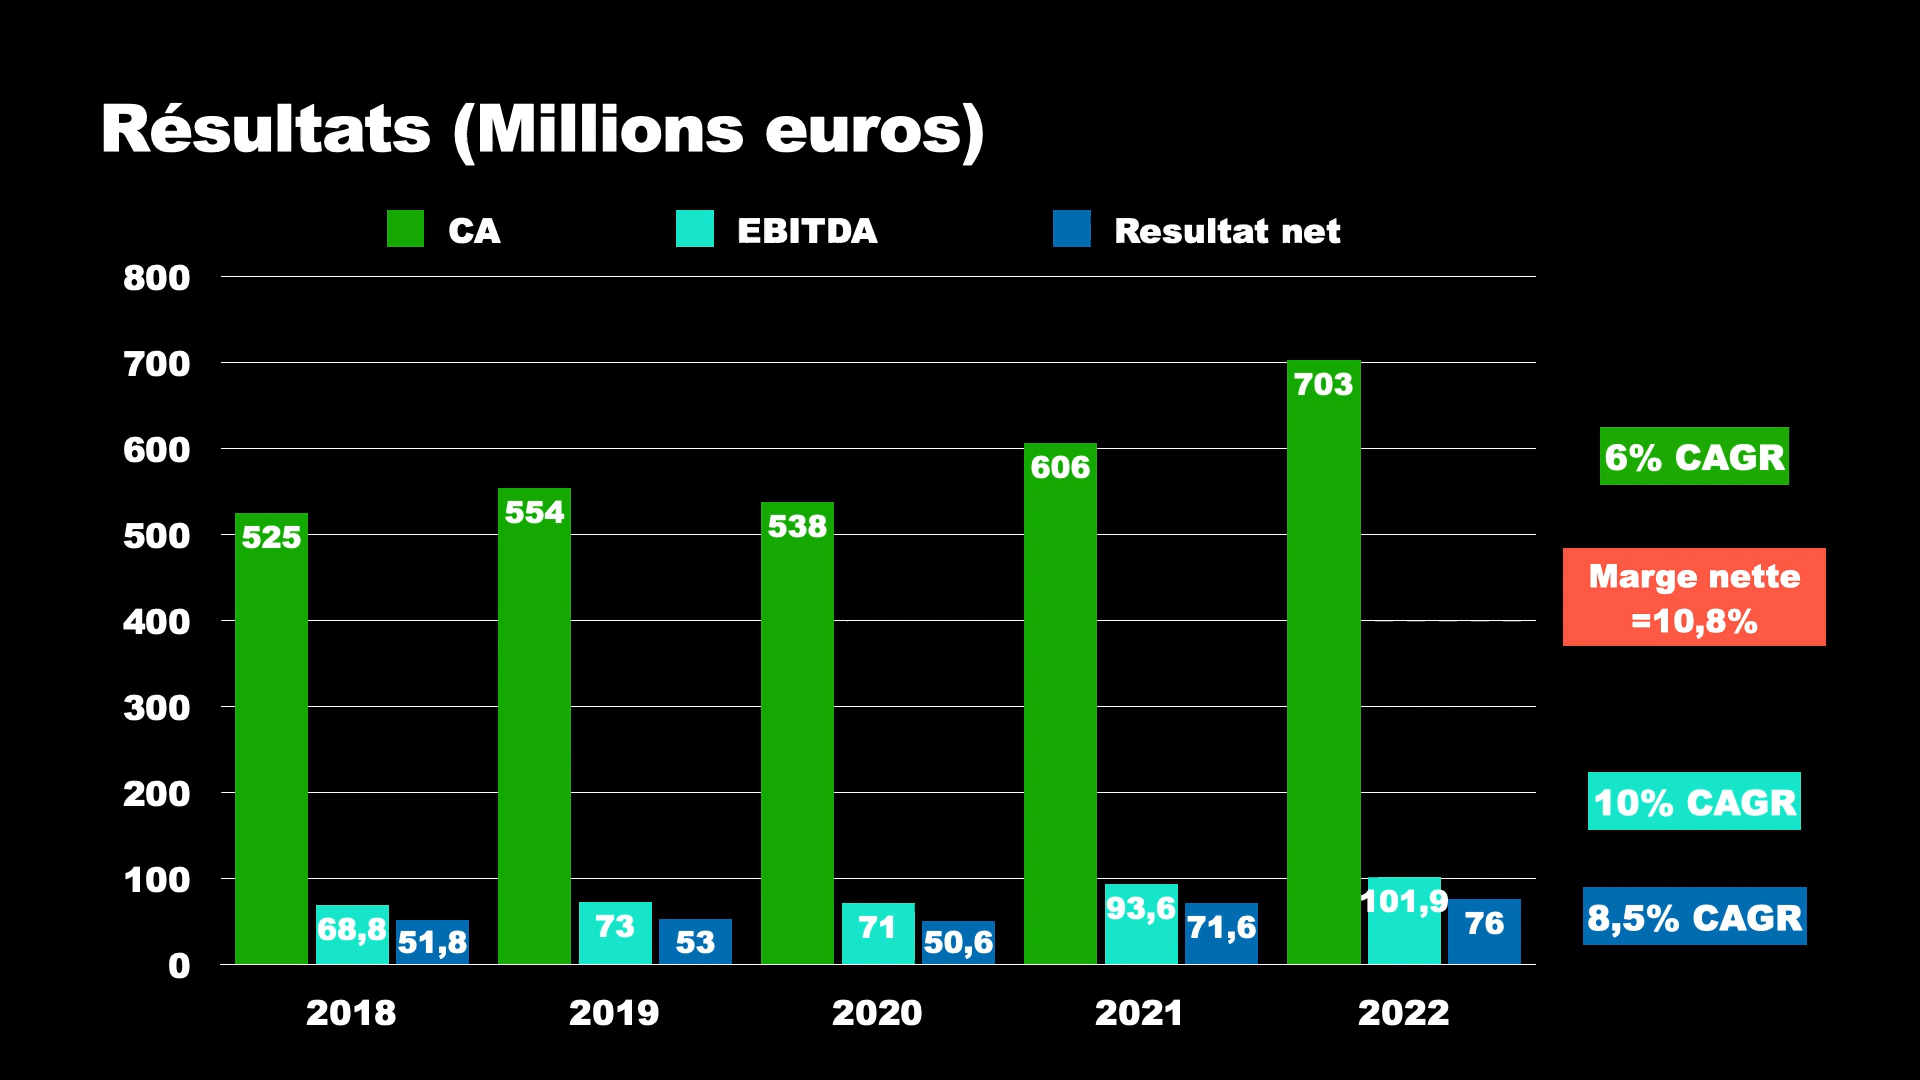 Résultats (Millions euros)
CA EBITDA Resultat net
800
700
600
500
400
300
200
100
0
525 68,8 51,8
554 73 53
538 71 50,6
606 93,6 71,6
703 101,9 76
2018 2019 2020 2021 2022
6% CAGR
Marge nette
=10,8%
10% CAGR
8,5% CAGR